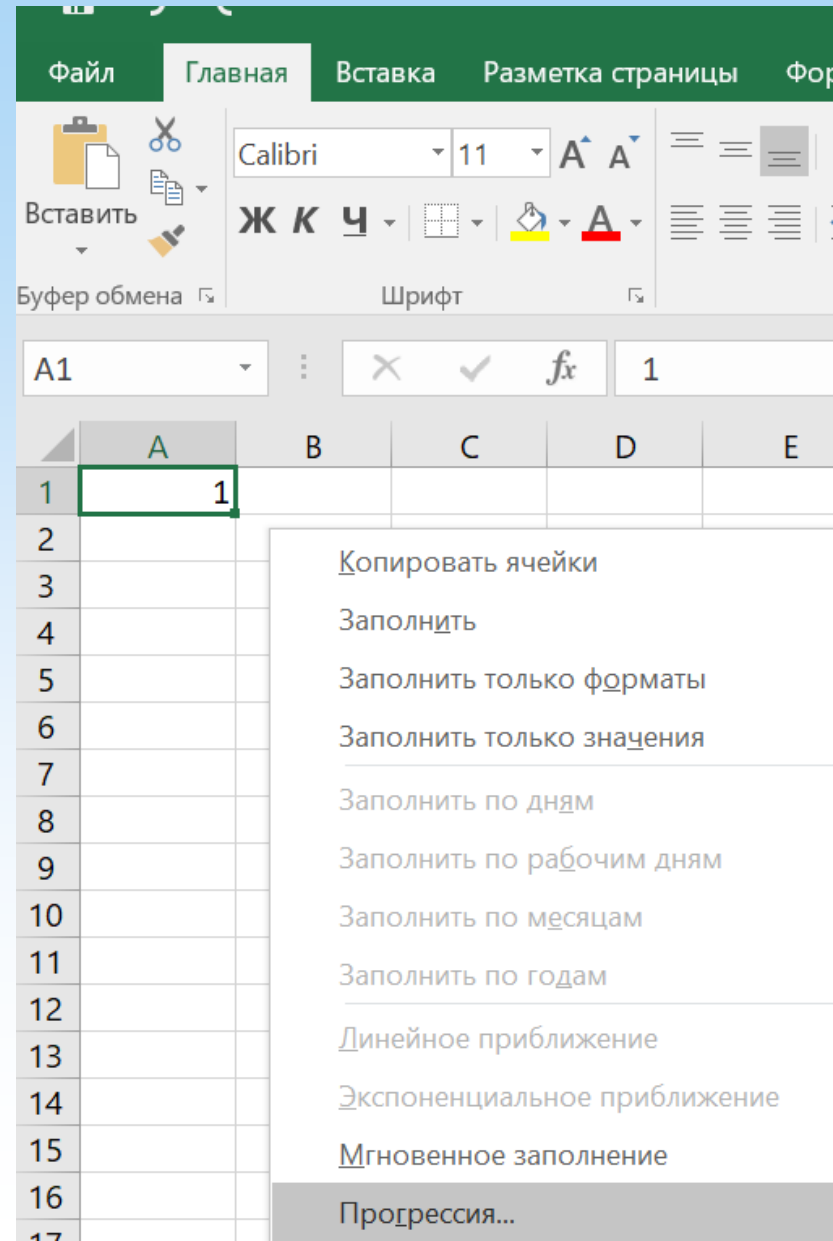 Файл Главная Вставка Разметка страницы Фор
Calibri 11 A A
Вставить
Ж К Ч A
Буфер обмена Шрифт
A1 fx 1
A B C D E
1 1
2
Копировать ячейки
3
Заполнить
4
5
Заполнить только форматы
6
Заполнить только значения
7
Заполнить по дням
8
9
Заполнить по рабочим дням
10
Заполнить по месяцам
11
Заполнить по годам
12
Линейное приближение
13
14
Экспоненциальное приближение
15
Мгновенное заполнение
16
Прогрессия...
17